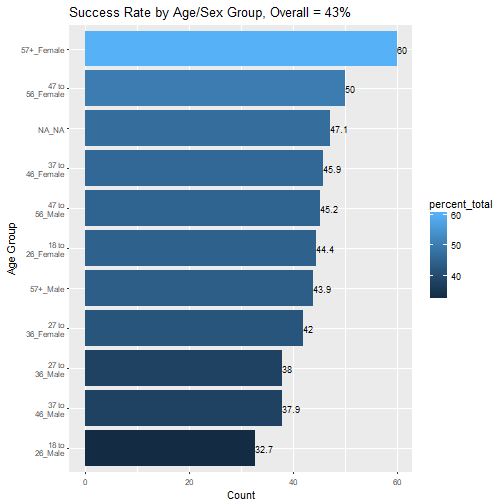 Success Rate by Age/Sex Group, Overall = 43%
Age Group
57+_Female
60
47 to
56_Female
50
NA_NA
47.1
37 to
46_Female
45.9
47 to
56_Male
45.2
18 to
26_Female
44.4
57+_Male
43.9
27 to
36_Female
42
27 to
36_Male
38
37 to
46_Male
37.9
18 to
26_Male
32.7
0
20
40
60
Count
percent_total
60
50
40